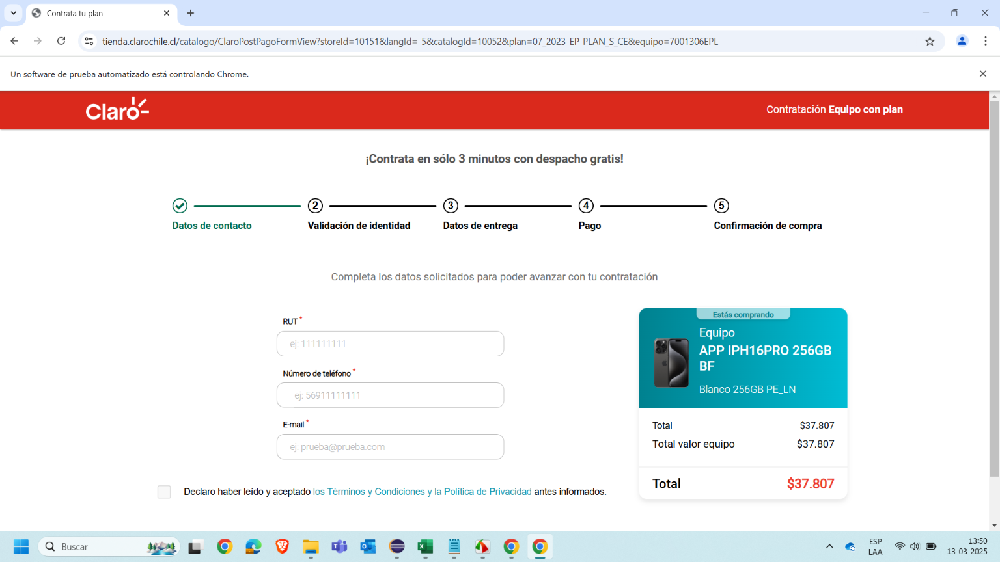 Contrata tu plan
tienda.clarochile.cl/catalogo/ClaroPostPagoFormView?storeId=10151&langId=-5&catalogId=10052&plan=07_2023-EP-PLAN_S_CE&equipo=7001306EPL
Un software de prueba automatizado está controlando Chrome.
Claro
Contratación Equipo con plan
¡Contrata en sólo 3 minutos con despacho gratis!
2
3
4
5
Datos de contacto
Validación de identidad
Datos de entrega
Pago
Confirmación de compra
Completa los datos solicitados para poder avanzar con tu contratación
RUT *
ej: 111111111
Número de teléfono *
ej: 56911111111
E-mail *
ej: prueba@prueba.com
Declaro haber leído y aceptado los Términos y Condiciones y la Política de Privacidad antes informados.
Estás comprando
Equipo
APP IPH16PRO 256GB
BF
Blanco 256GB PE_LN
Total $37.807
Total valor equipo $37.807
Total $37.807
Buscar
ESP
LAA
13:50
13-03-2025